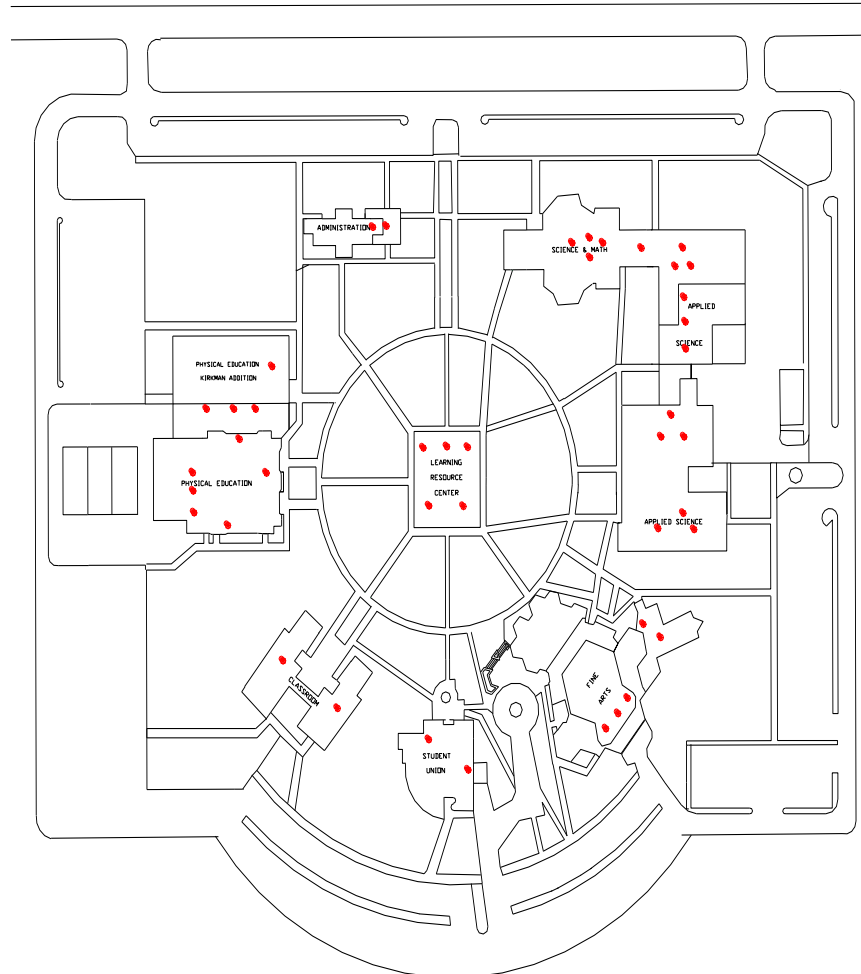 ADMINISTRATION
SCIENCE & MATH
APPLIED
SCIENCE
PHYSICAL EDUCATION
KIRKMAN ADDITION
LEARNING
RESOURCE
CENTER
PHYSICAL EDUCATION
APPLIED SCIENCE
CLASSROOM
FINE
ARTS
STUDENT
UNION